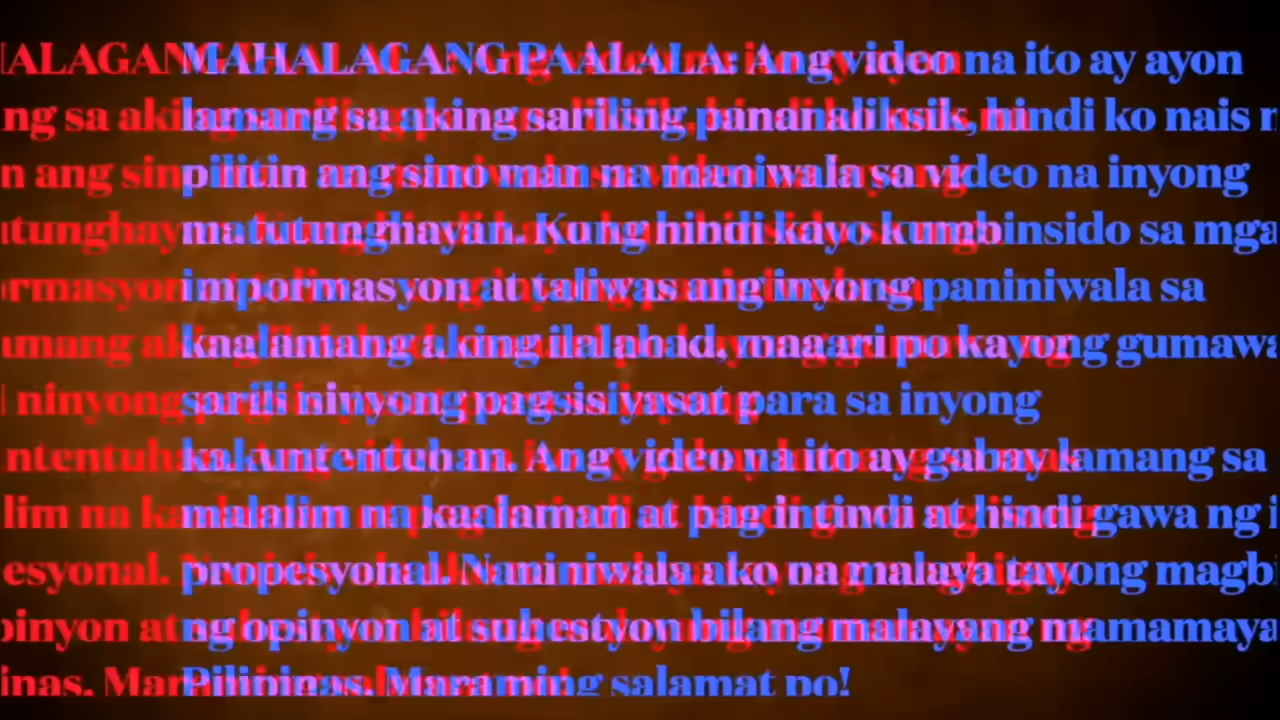 MAHALAGANG PAALALA: Ang video na ito ay ayon
lamang sa aking sariling pananaliksik, hindi ko nais
pilitin ang sino man na maniwala sa video na inyong
matutunghayan. Kung hindi kayo kumbinsido sa mga
impormasyon at taliwas ang inyong paniniwala sa
kaalamang aking ilalahad, maaari po kayong gumawa
sarili ninyong pagsisiyasat para sa inyong
kakuntentuhan. Ang video na ito ay gabay lamang sa
malalim na kaalaman at pag intindi at hindi gawa ng
propesyonal. Naniniwala ako na malaya tayong
ng opinyon at suhestyon bilang malayang
Pilipinas. Maraming salamat po!